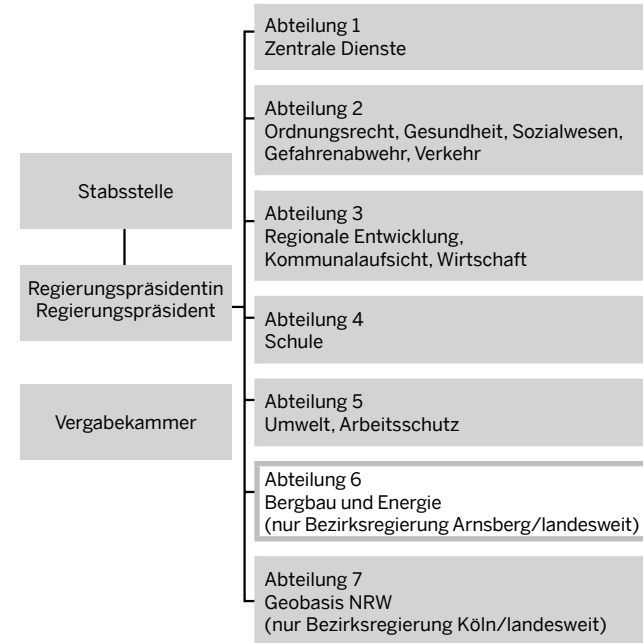 Stabsstelle
Regierungspräsidentin
Regierungspräsident
Vergabekammer
Abteilung 1
Zentrale Dienste
Abteilung 2
Ordnungsrecht, Gesundheit, Sozialwesen,
Gefahrenabwehr, Verkehr
Abteilung 3
Regionale Entwicklung,
Kommunalaufsicht, Wirtschaft
Abteilung 4
Schule
Abteilung 5
Umwelt, Arbeitsschutz
Abteilung 6
Bergbau und Energie
(nur Bezirksregierung Arnsberg/landesweit)
Abteilung 7
Geobasis NRW
(nur Bezirksregierung Köln/landesweit)